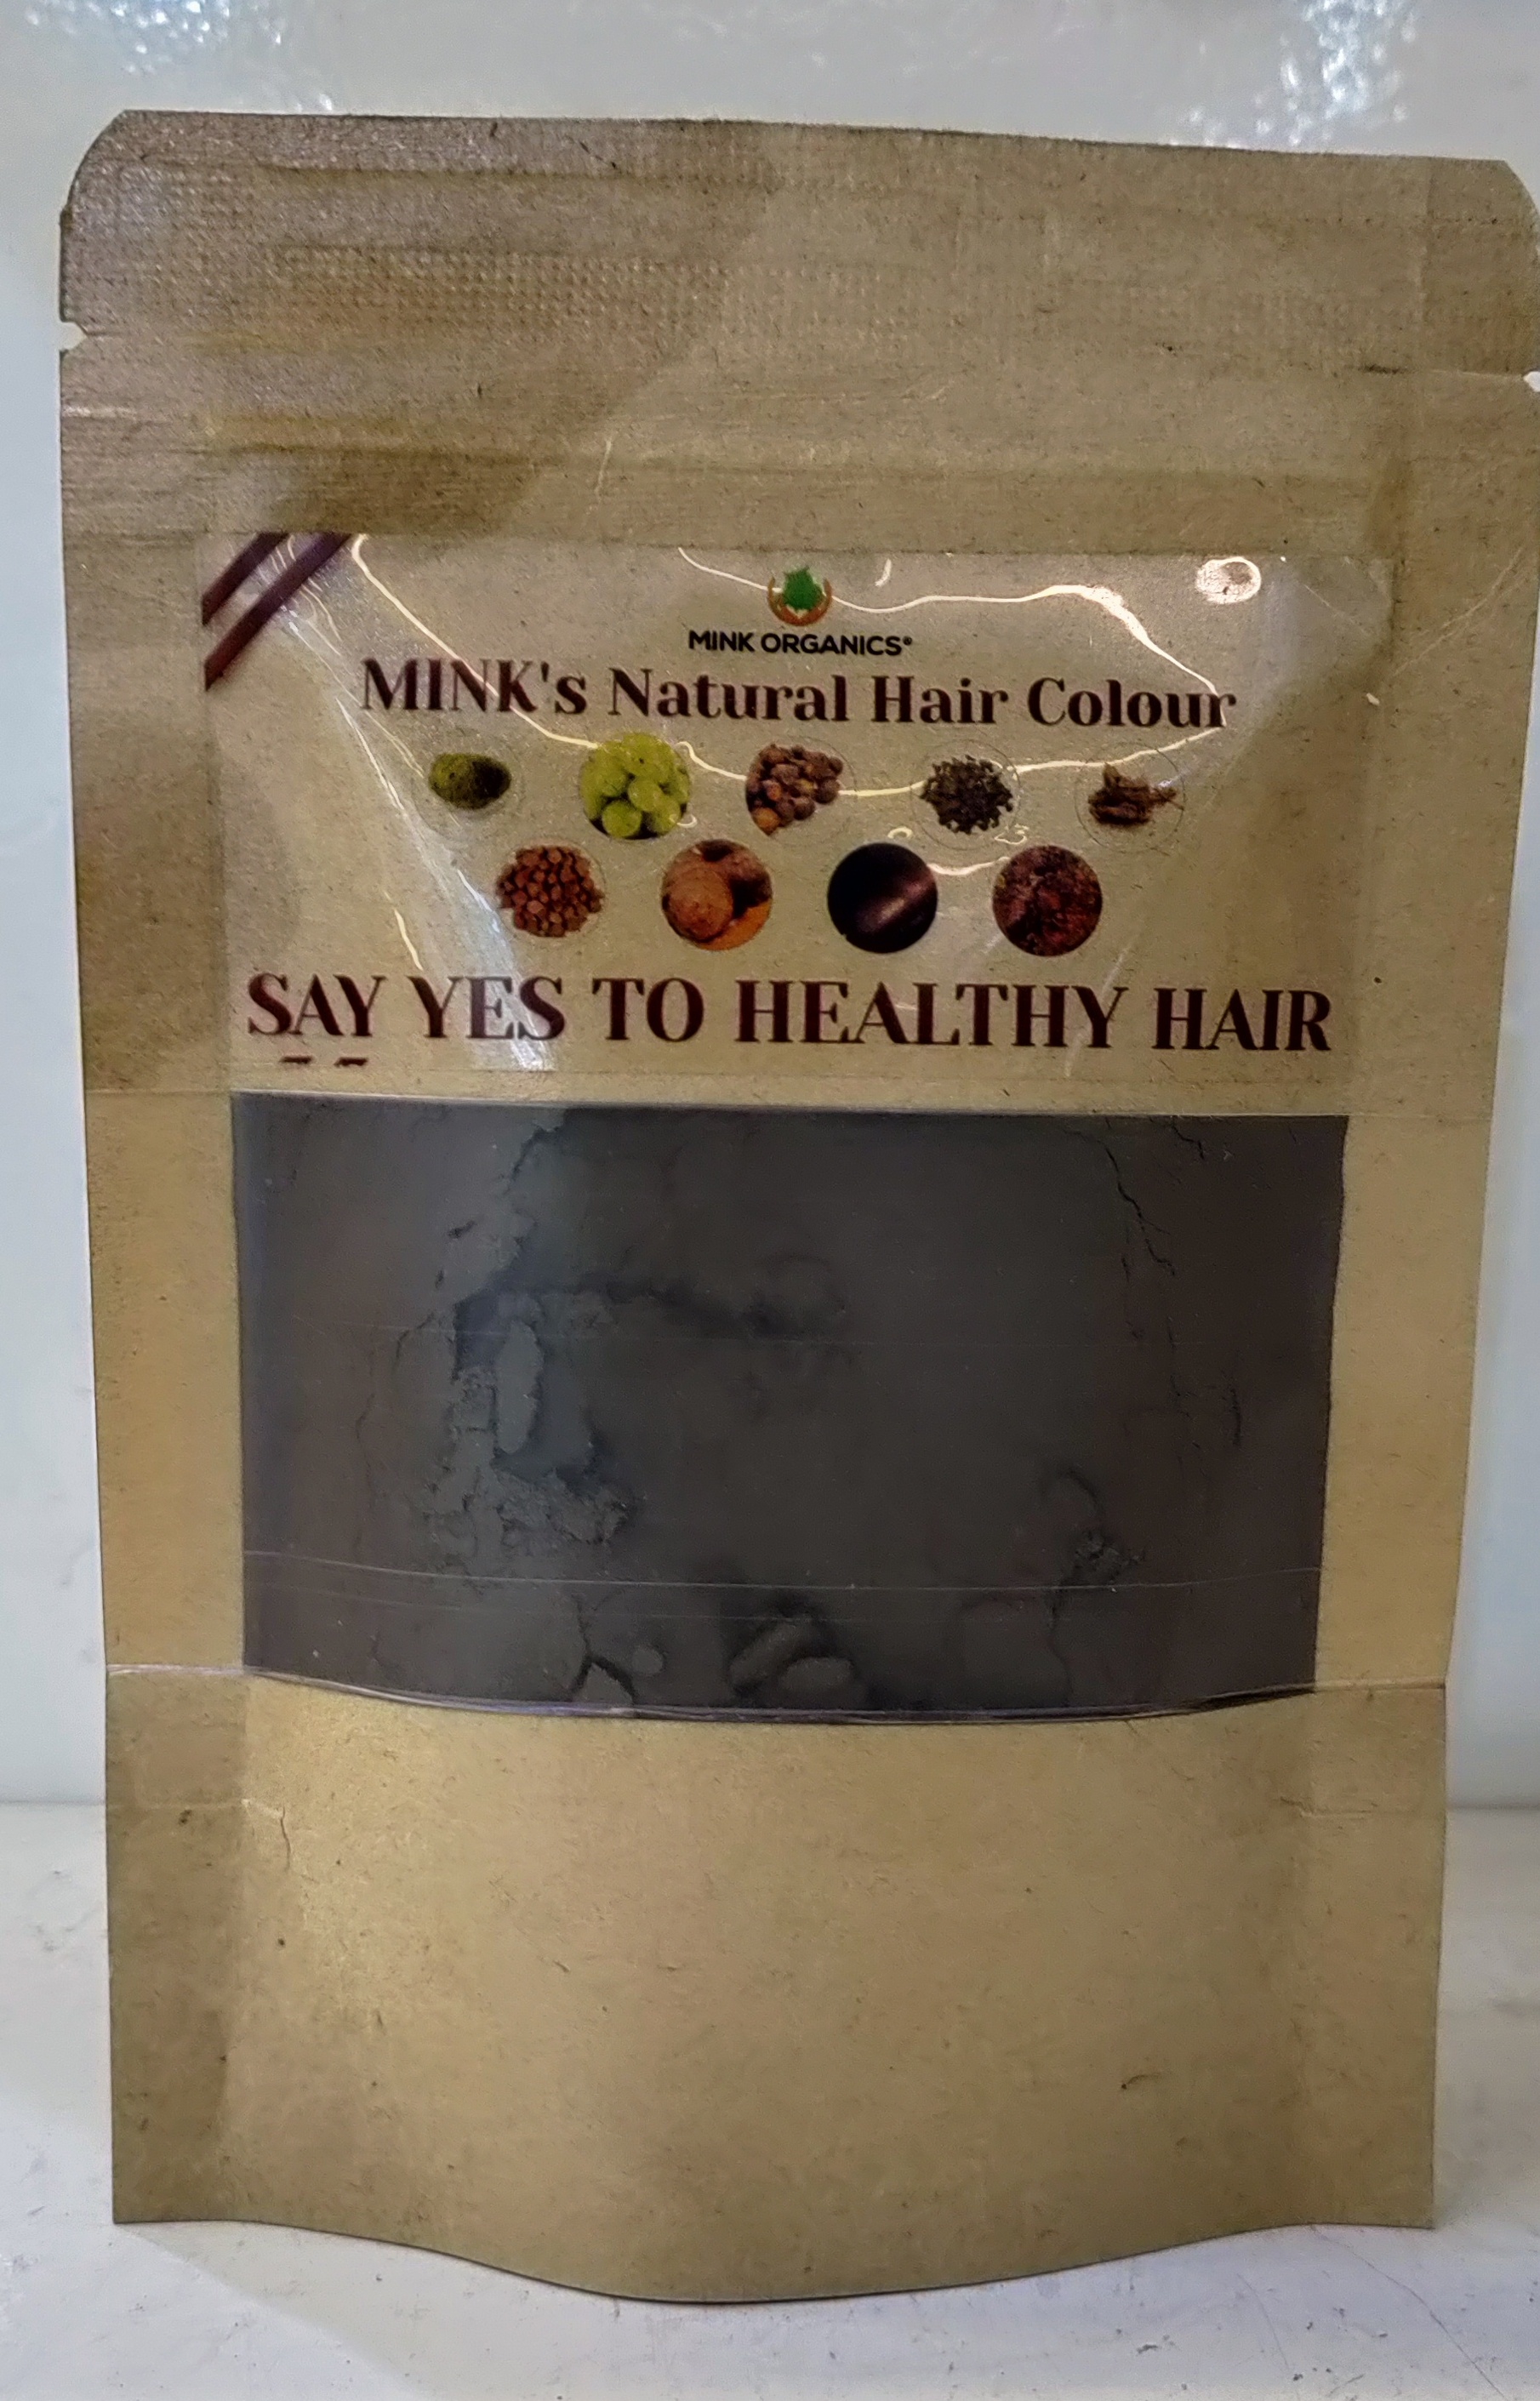 MINK ORGANICS®
MINK's Natural Hair Colour
SAY YES TO HEALTHY HAIR